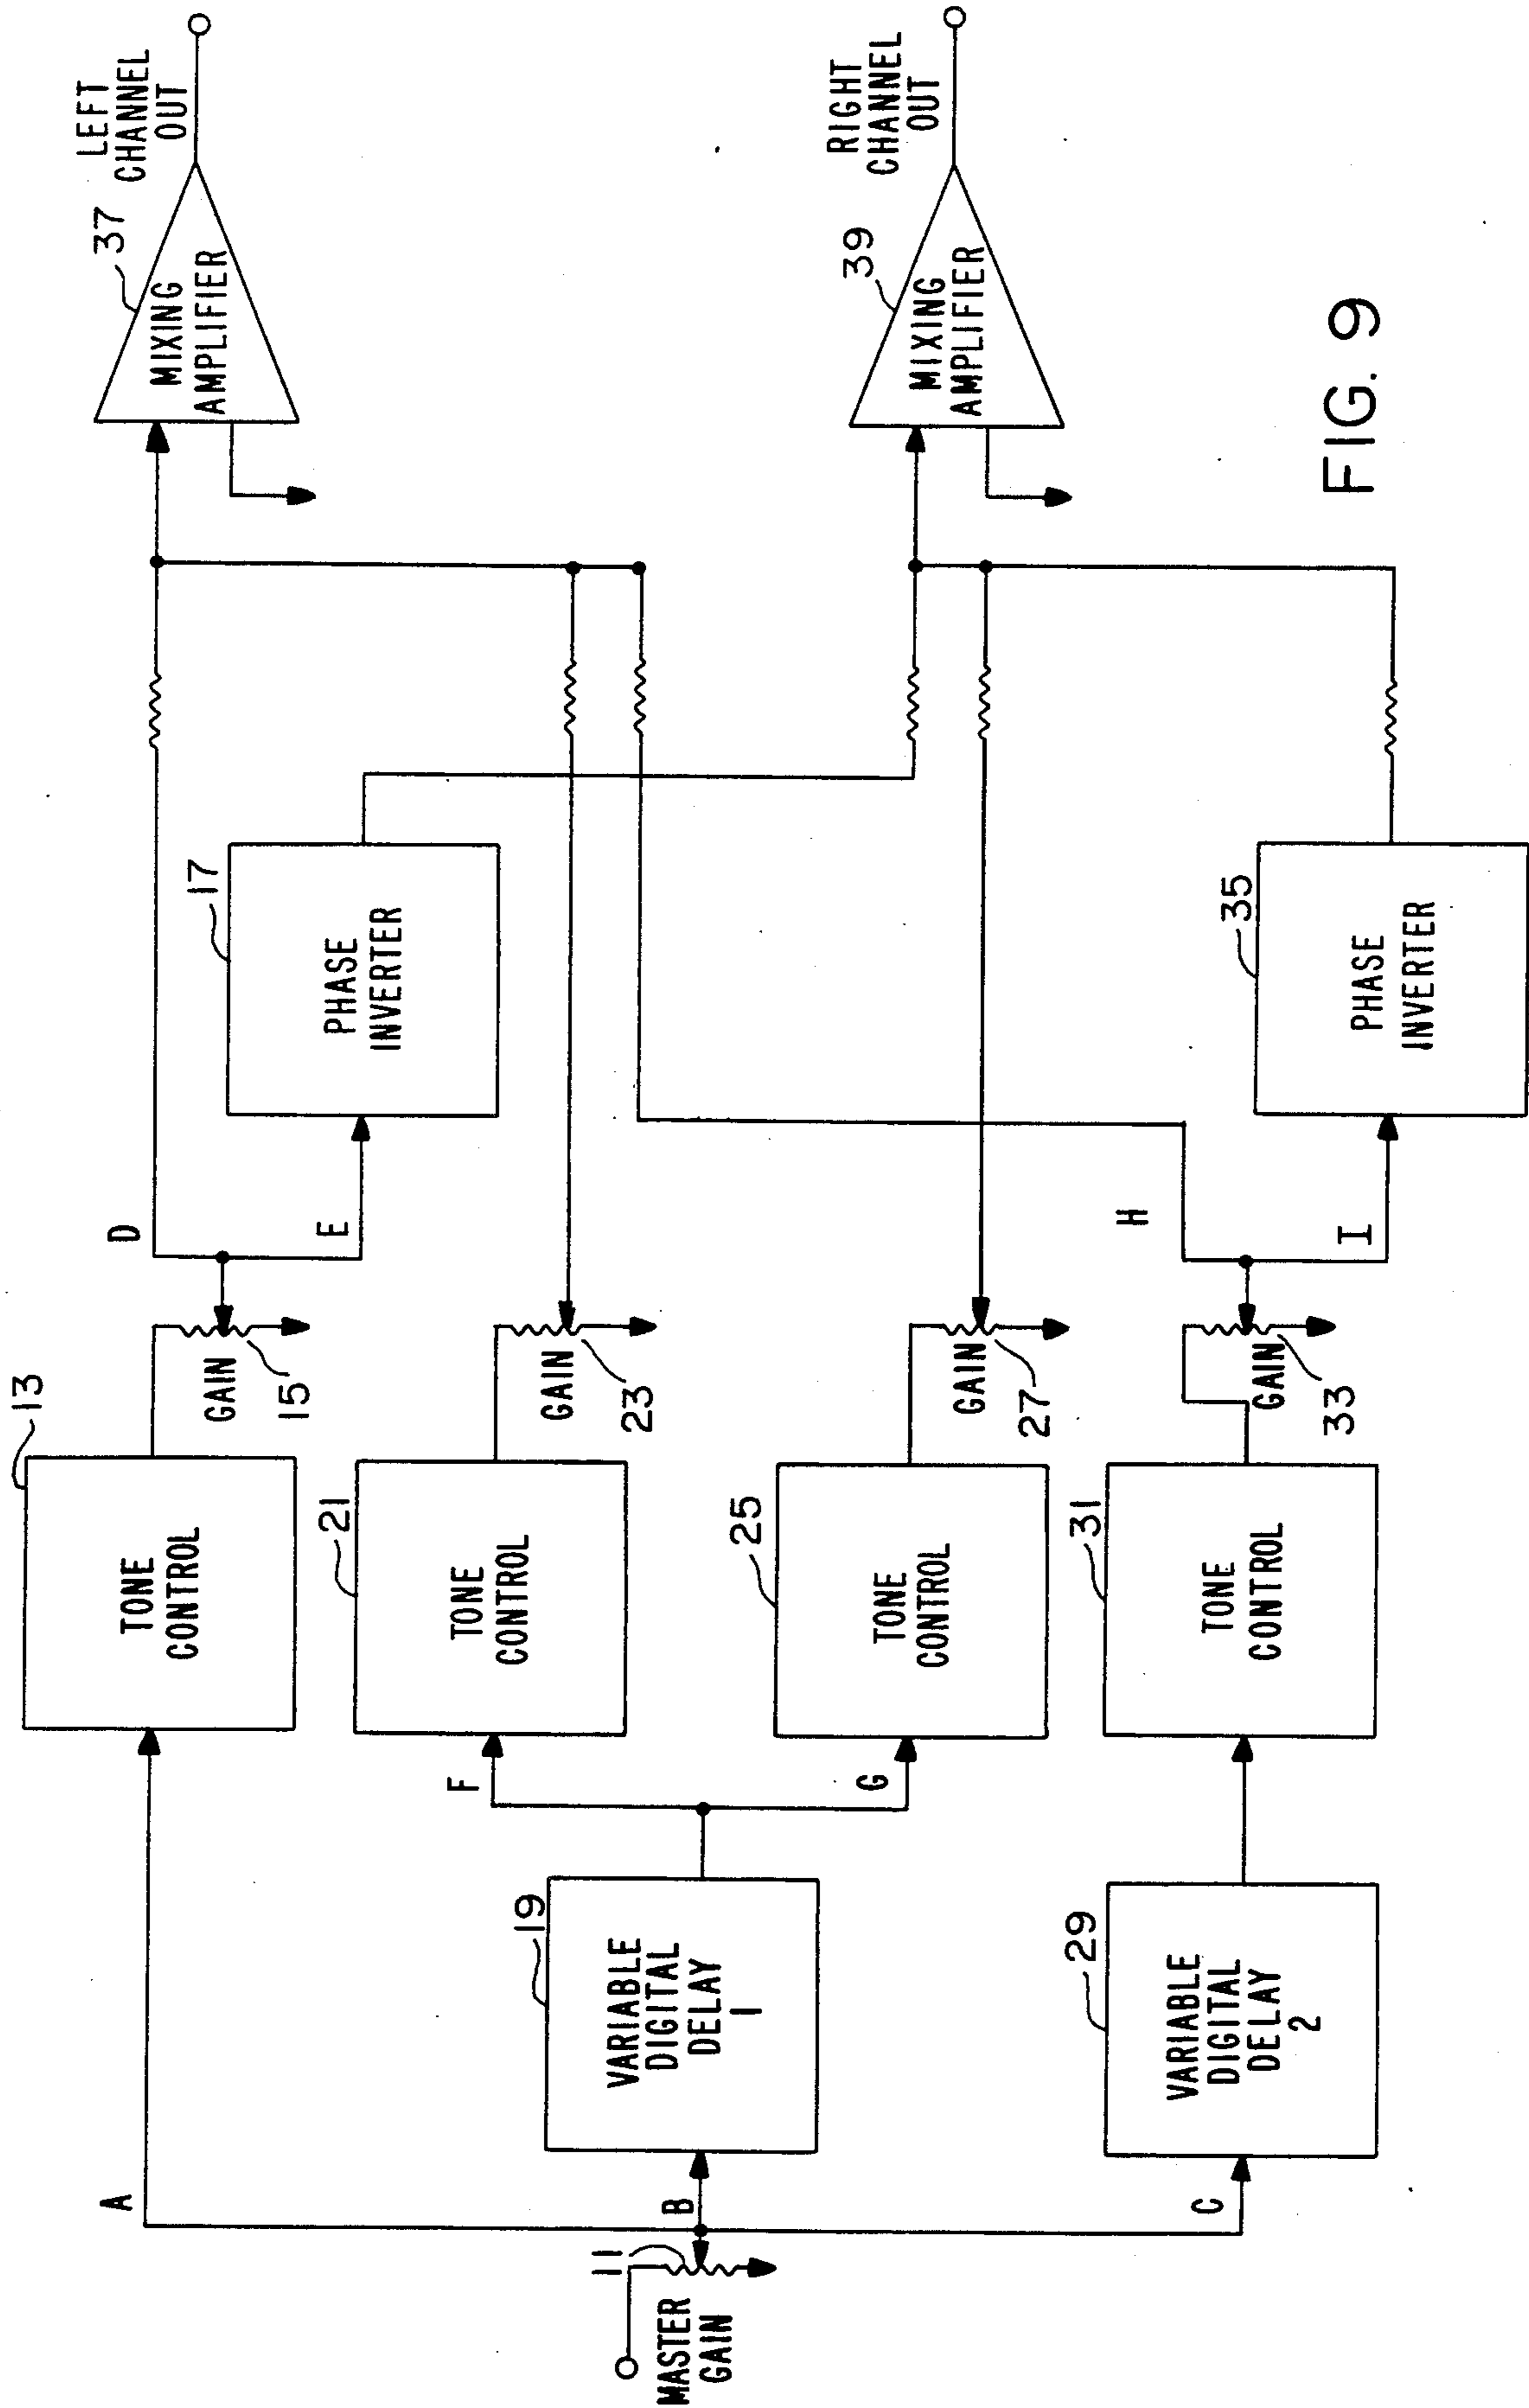 MASTER
GAIN
11
A
B
C
VARIABLE
DIGITAL
DELAY
1
19
VARIABLE
DIGITAL
DELAY
2
29
F
G
TONE
CONTROL
13
TONE
CONTROL
21
TONE
CONTROL
25
TONE
CONTROL
31
GAIN
15
GAIN
23
GAIN
27
GAIN
33
D
E
H
I
PHASE
INVERTER
17
PHASE
INVERTER
35
MIXING
AMPLIFIER
37
MIXING
AMPLIFIER
39
LEFT
CHANNEL
OUT
RIGHT
CHANNEL
OUT
FIG. 9